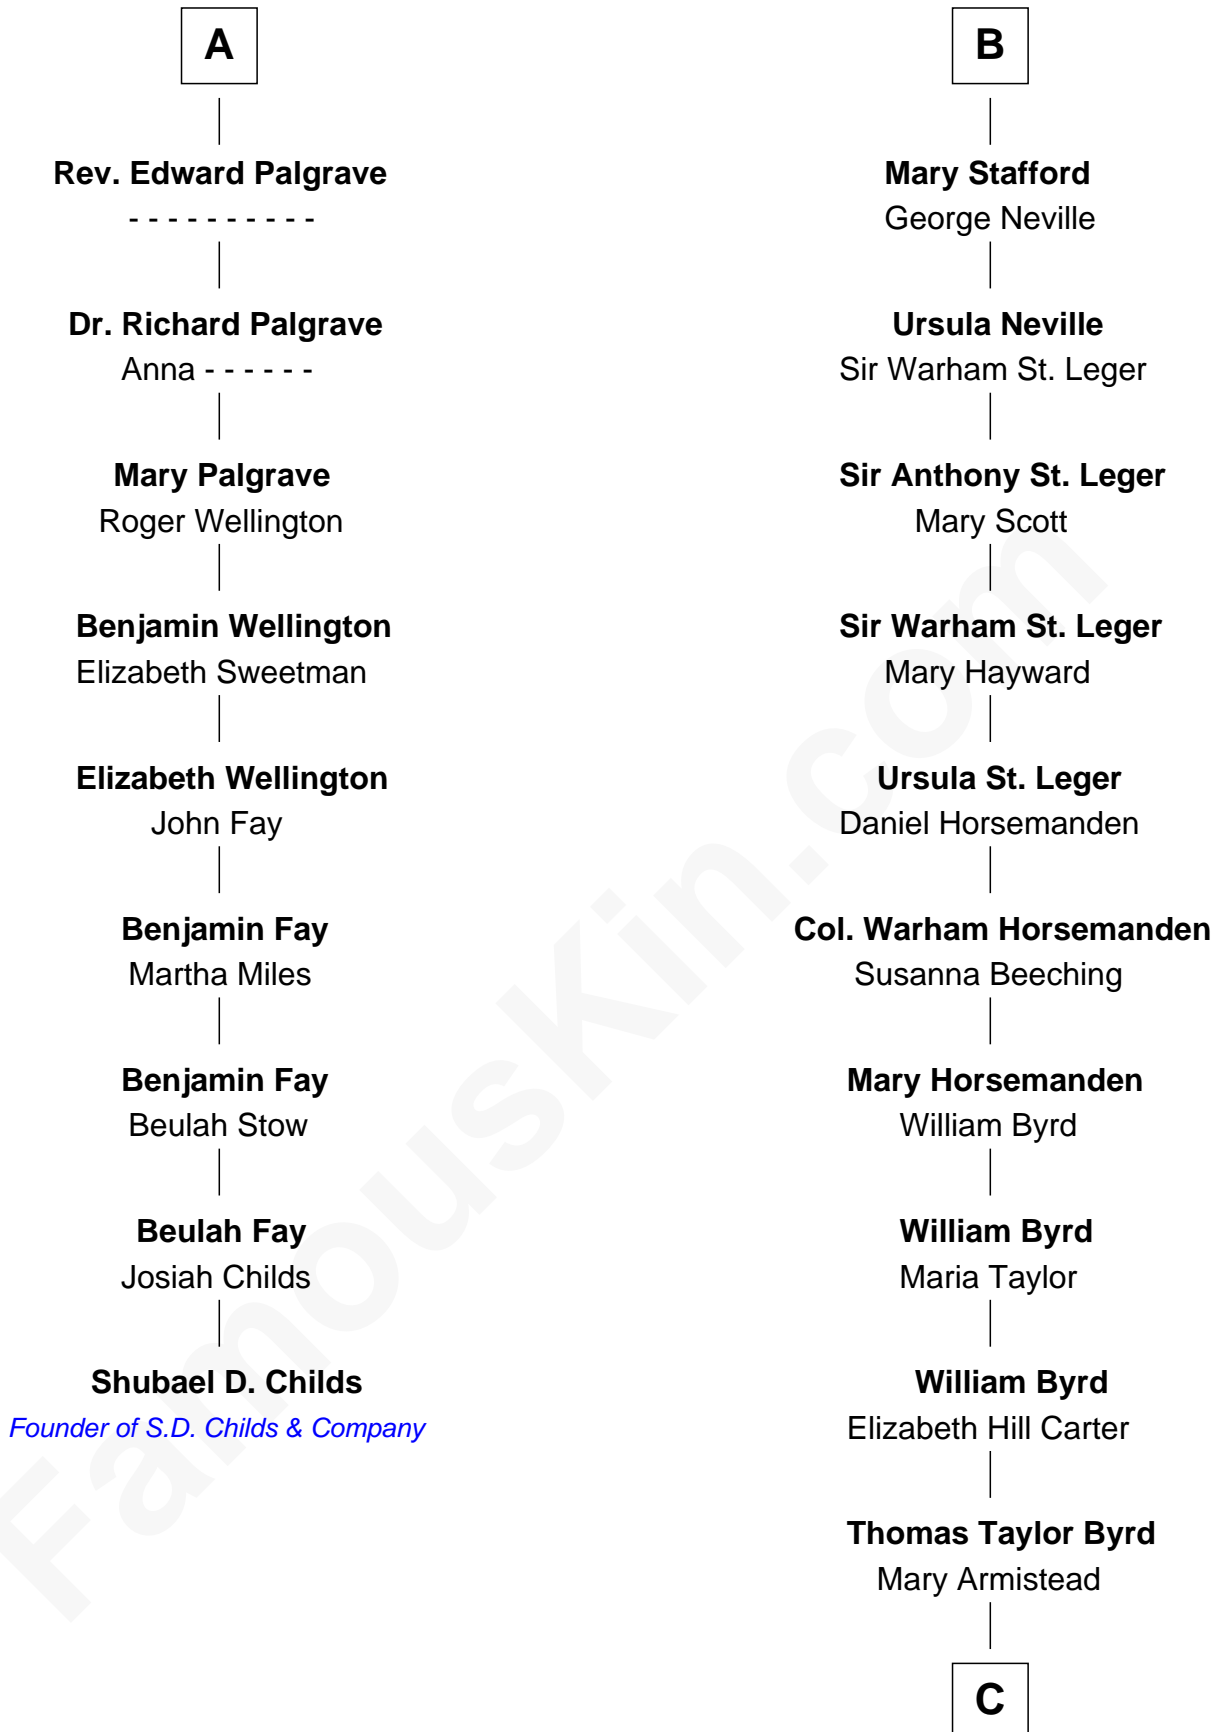 A
Rev. Edward Palgrave
- - - - - - - - - -
Dr. Richard Palgrave
Anna - - - - - -
Mary Palgrave
Roger Wellington
Benjamin Wellington
Elizabeth Sweetman
Elizabeth Wellington
John Fay
Benjamin Fay
Martha Miles
Benjamin Fay
Beulah Stow
Beulah Fay
Josiah Childs
Shubael D. Childs
Founder of S.D. Childs & Company
B
Mary Stafford
George Neville
Ursula Neville
Sir Warham St. Leger
Sir Anthony St. Leger
Mary Scott
Sir Warham St. Leger
Mary Hayward
Ursula St. Leger
Daniel Horsemanden
Col. Warham Horsemanden
Susanna Beeching
Mary Horsemanden
William Byrd
William Byrd
Maria Taylor
William Byrd
Elizabeth Hill Carter
Thomas Taylor Byrd
Mary Armistead
C
FamousKin.com